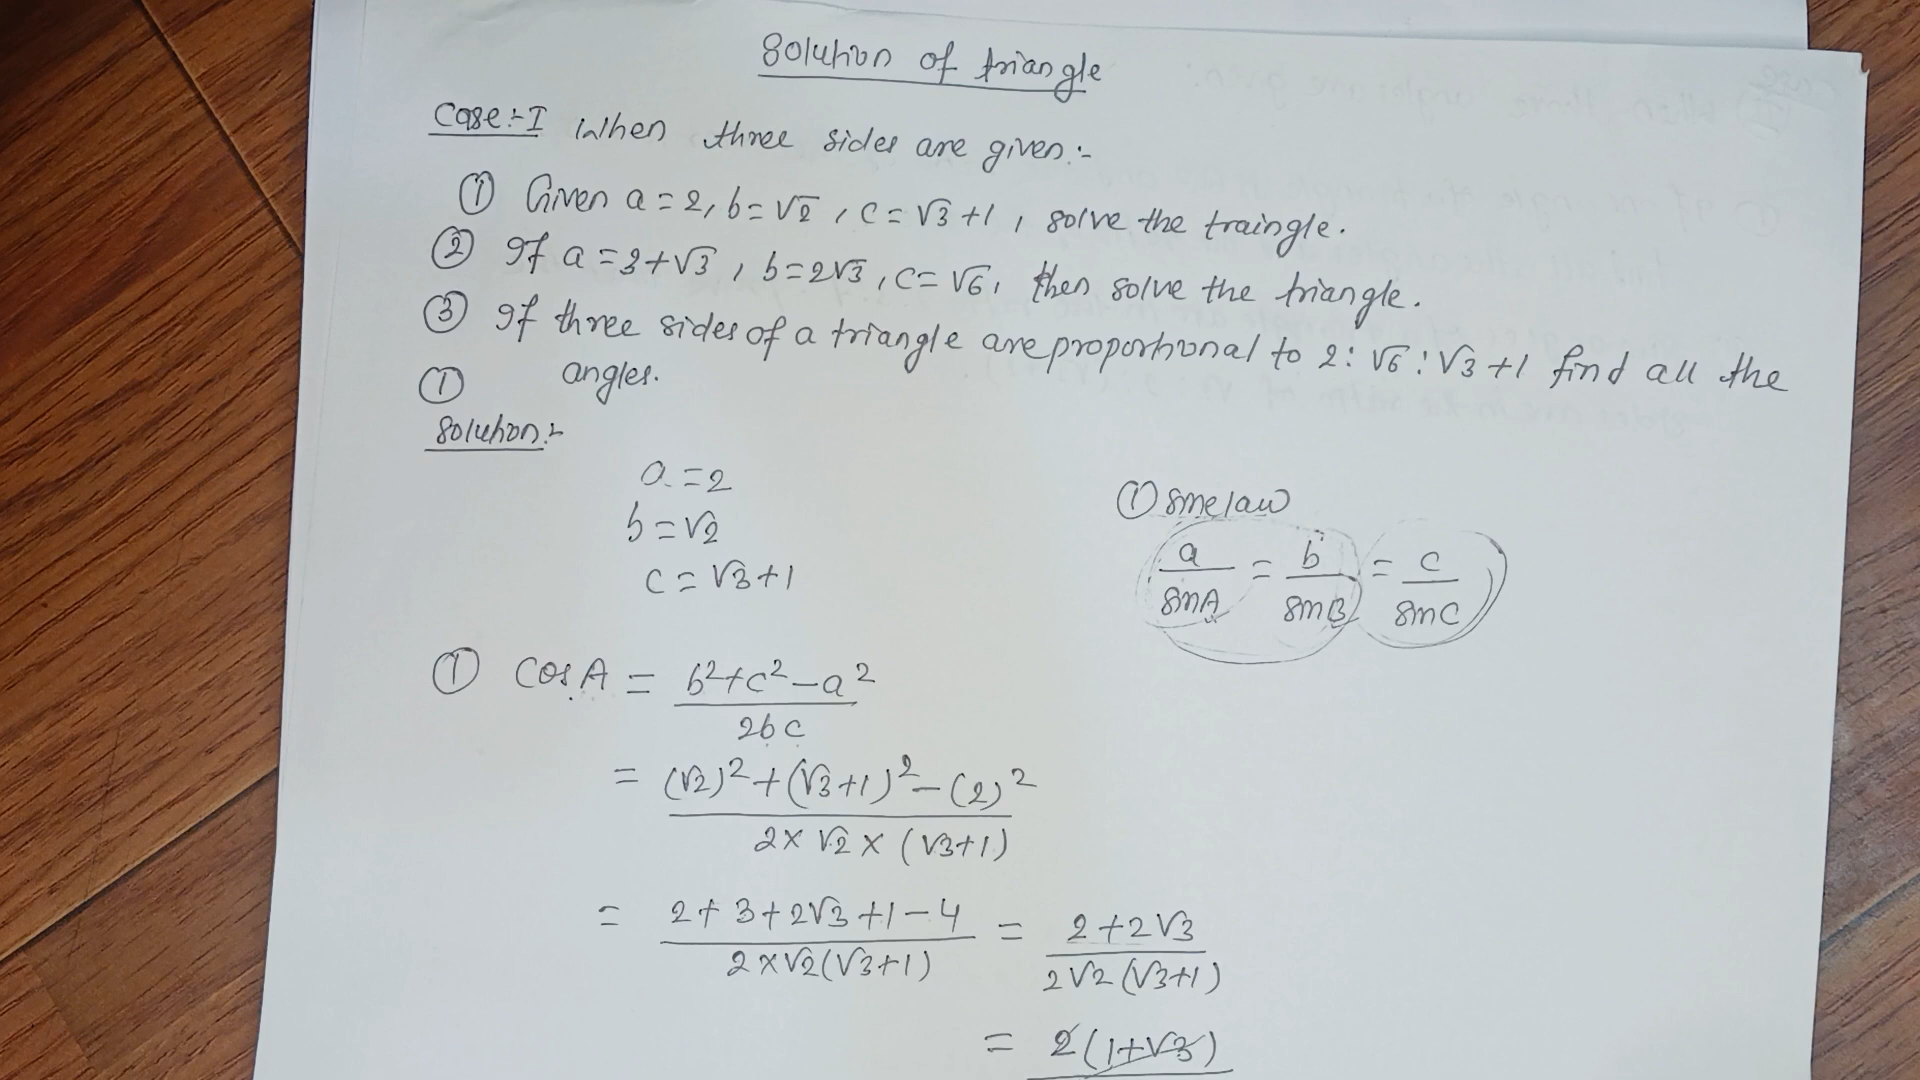 Solution of triangle
Case:-I When three sides are given:-
① Given a = 2, b = √2, c = √3 + 1, solve the traingle.
② If a = 3 + √3, b = 2√3, c = √6, then solve the triangle.
③ If three sides of a triangle are proportional to 2 : √6 : √3 + 1 find all the
angles.
①
Solution:-
a = 2
b = √2
c = √3 + 1
① sine law
a/sinA = b/sinB = c/sinC
① cosA = (b² + c² - a²)/2bc
= ((√2)² + (√3 + 1)² - (2)²)/(2 × √2 × (√3 + 1))
= (2 + 3 + 2√3 + 1 - 4)/(2 × √2(√3 + 1)) = (2 + 2√3)/(2√2(√3 + 1))
= 2(1 + √3)